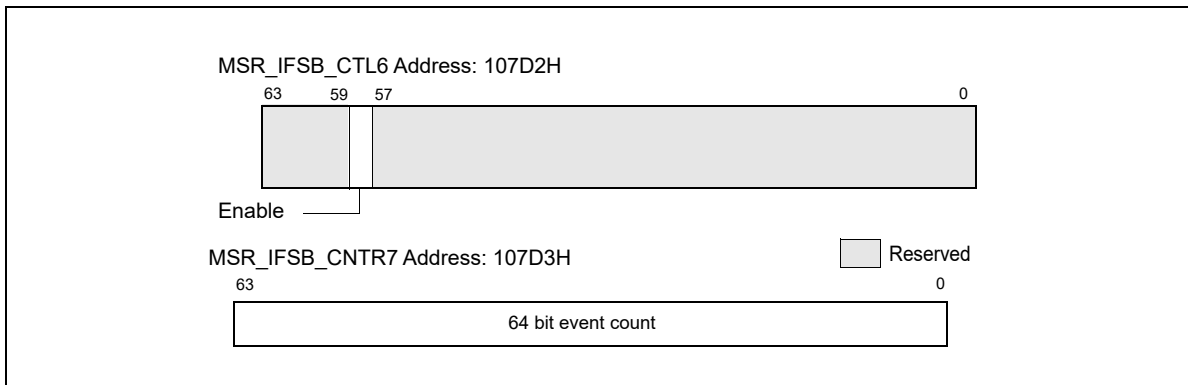 MSR_IFSB_CTL6 Address: 107D2H
63 59 57 0
Enable
MSR_IFSB_CNTR7 Address: 107D3H
Reserved
63 0
64 bit event count